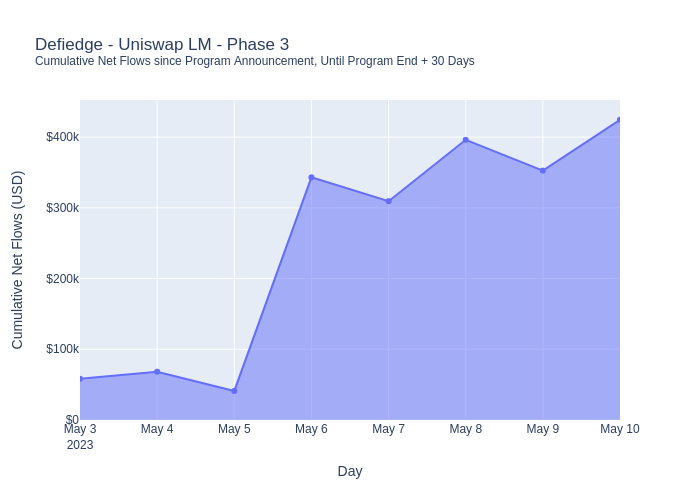 Defiedge - Uniswap LM - Phase 3
Cumulative Net Flows since Program Announcement, Until Program End + 30 Days
Cumulative Net Flows (USD)
$400k
$300k
$200k
$100k
$0
May 3 May 4 May 5 May 6 May 7 May 8 May 9 May 10
2023
Day